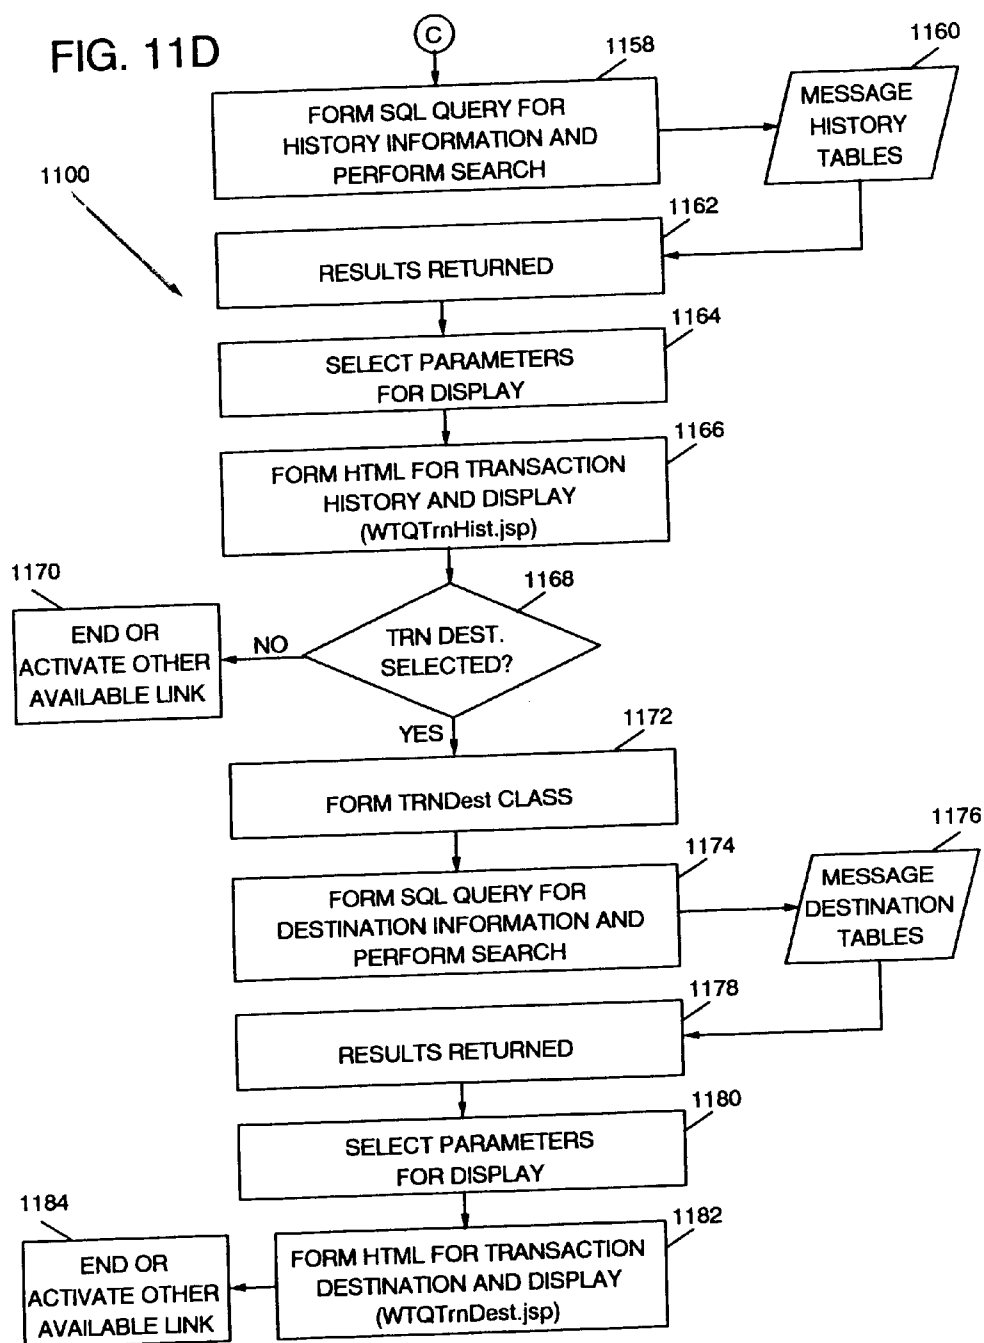 FIG. 11D
C
1158
FORM SQL QUERY FOR
HISTORY INFORMATION AND
PERFORM SEARCH
1160
MESSAGE
HISTORY
TABLES
1100
1162
RESULTS RETURNED
1164
SELECT PARAMETERS
FOR DISPLAY
1166
FORM HTML FOR TRANSACTION
HISTORY AND DISPLAY
(WTQTrnHist.jsp)
1168
TRN DEST.
SELECTED?
NO
1170
END OR
ACTIVATE OTHER
AVAILABLE LINK
YES
1172
FORM TRNDest CLASS
1174
FORM SQL QUERY FOR
DESTINATION INFORMATION AND
PERFORM SEARCH
1176
MESSAGE
DESTINATION
TABLES
1178
RESULTS RETURNED
1180
SELECT PARAMETERS
FOR DISPLAY
1182
FORM HTML FOR TRANSACTION
DESTINATION AND DISPLAY
(WTQTrnDest.jsp)
1184
END OR
ACTIVATE OTHER
AVAILABLE LINK